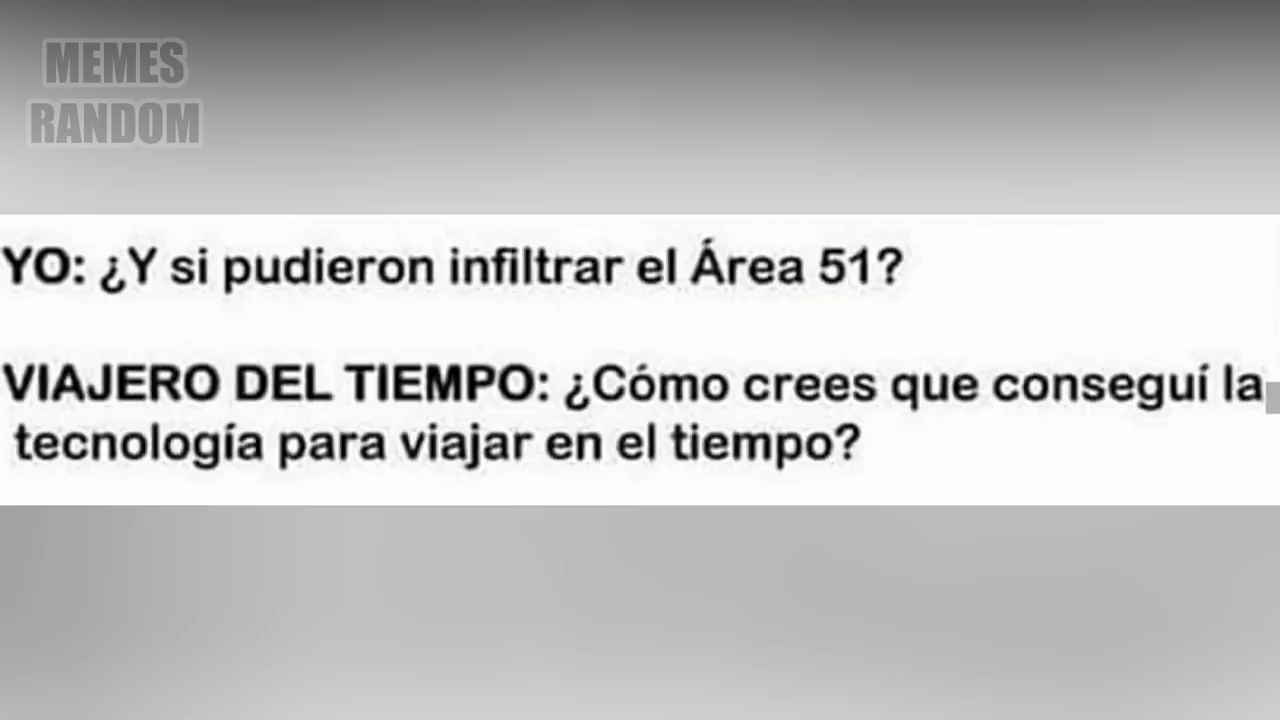 MEMES
RANDOM
YO: ¿Y si pudieron infiltrar el Área 51?
VIAJERO DEL TIEMPO: ¿Cómo crees que conseguí la
tecnología para viajar en el tiempo?